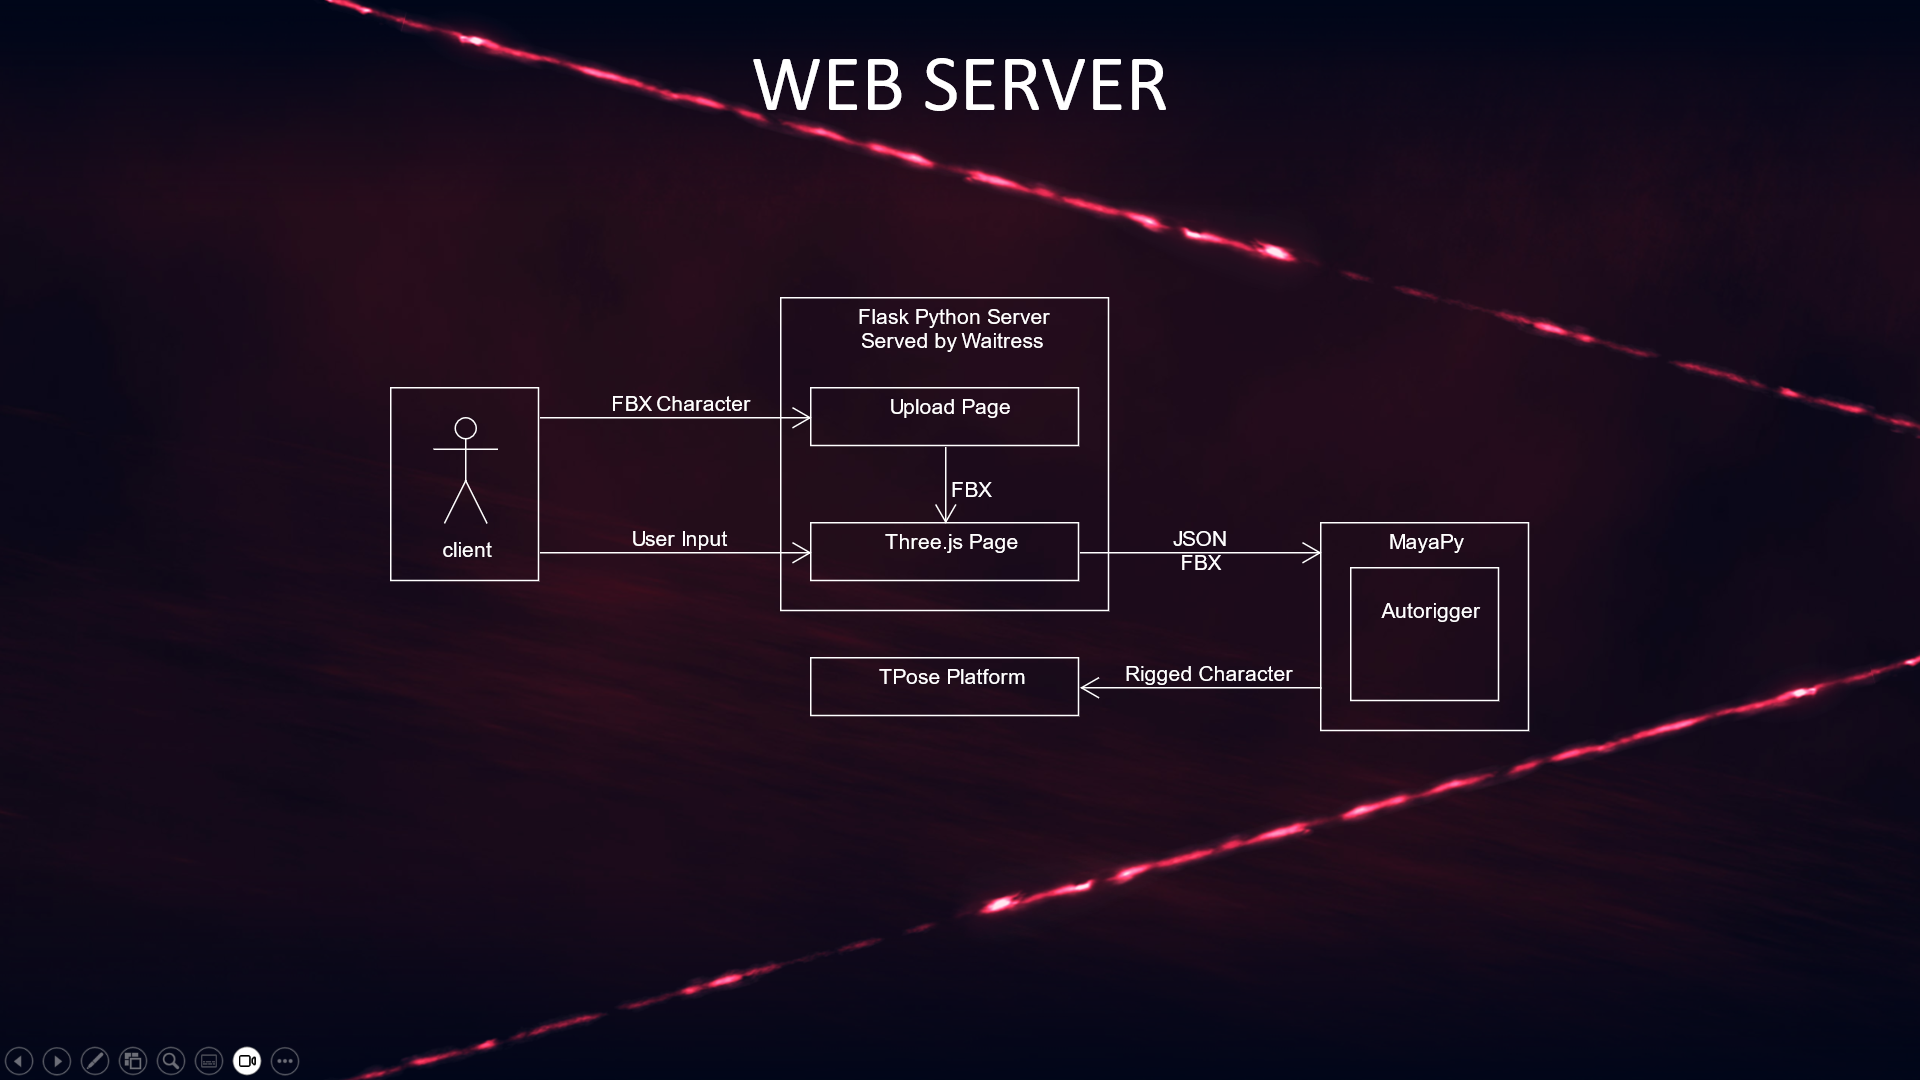 WEB SERVER
Flask Python Server
Served by Waitress
FBX Character
Upload Page
FBX
client
User Input
Three.js Page
JSON
FBX
MayaPy
Autorigger
TPose Platform
Rigged Character